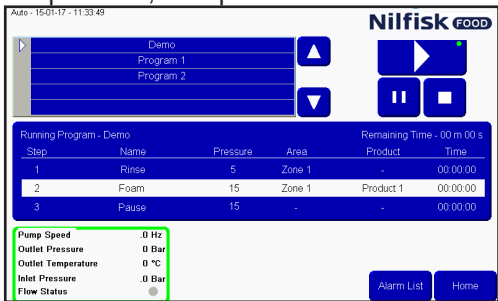 Auto - 15-01-17 - 11:33:49
Nilfisk FOOD
Demo
Program 1
Program 2
Running Program - Demo Remaining Time - 00 m 00 s
Step Name Pressure Area Product Time
1 Rinse 5 Zone 1 - 00:00:00
2 Foam 15 Zone 1 Product 1 00:00:00
3 Pause 15 - - 00:00:00
Pump Speed .0 Hz
Outlet Pressure 0 Bar
Outlet Temperature 0 °C
Inlet Pressure .0 Bar
Flow Status
Alarm List Home